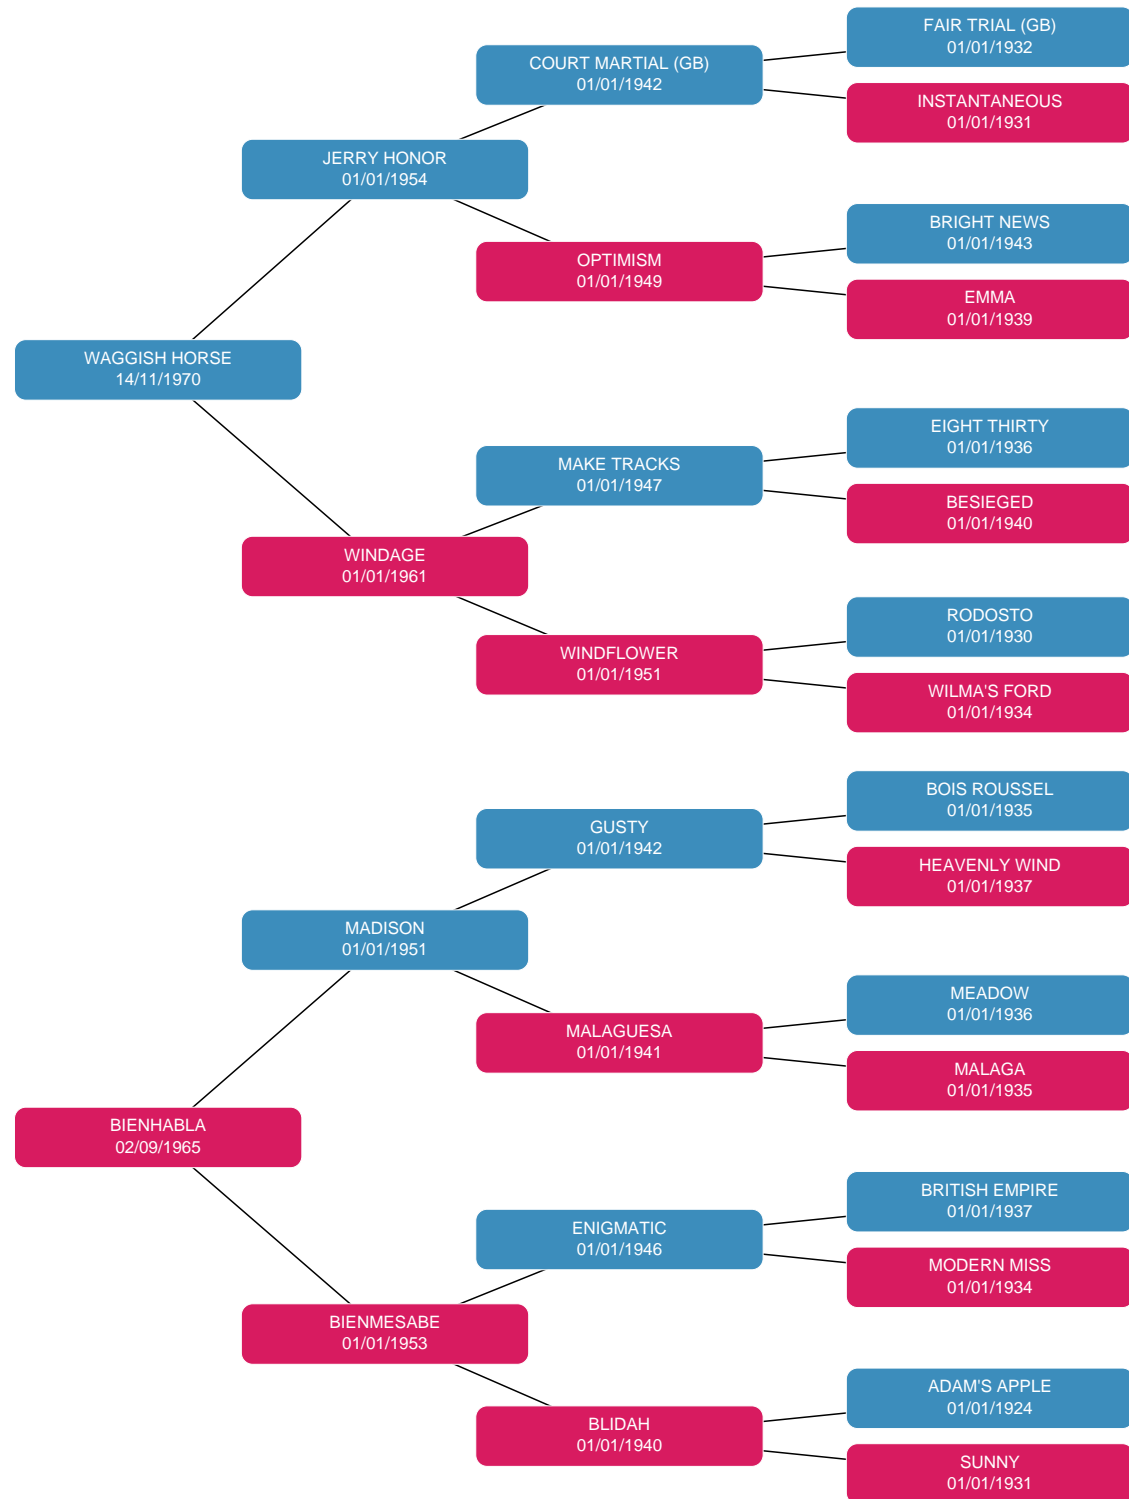 FAIR TRIAL (GB)
01/01/1932
COURT MARTIAL (GB)
01/01/1942
INSTANTANEOUS
01/01/1931
JERRY HONOR
01/01/1954
BRIGHT NEWS
01/01/1943
OPTIMISM
01/01/1949
EMMA
01/01/1939
WAGGISH HORSE
14/11/1970
EIGHT THIRTY
01/01/1936
MAKE TRACKS
01/01/1947
BESIEGED
01/01/1940
WINDAGE
01/01/1961
RODOSTO
01/01/1930
WINDFLOWER
01/01/1951
WILMA'S FORD
01/01/1934
BOIS ROUSSEL
01/01/1935
GUSTY
01/01/1942
HEAVENLY WIND
01/01/1937
MADISON
01/01/1951
MEADOW
01/01/1936
MALAGUESA
01/01/1941
MALAGA
01/01/1935
BIENHABLA
02/09/1965
BRITISH EMPIRE
01/01/1937
ENIGMATIC
01/01/1946
MODERN MISS
01/01/1934
BIENMESABE
01/01/1953
ADAM'S APPLE
01/01/1924
BLIDAH
01/01/1940
SUNNY
01/01/1931